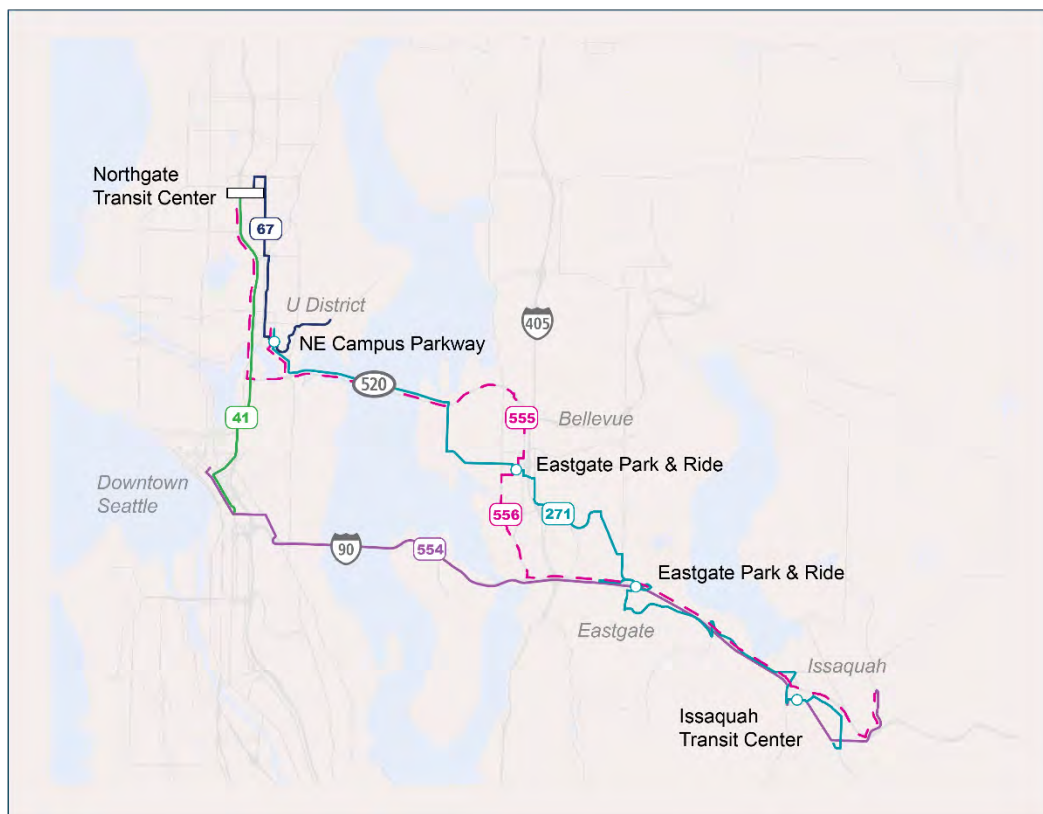 Northgate
Transit Center
67
U District
NE Campus Parkway
405
520
41
555
Bellevue
Eastgate Park & Ride
Downtown
Seattle
556
271
90
554
Eastgate Park & Ride
Eastgate
Issaquah
Issaquah
Transit Center